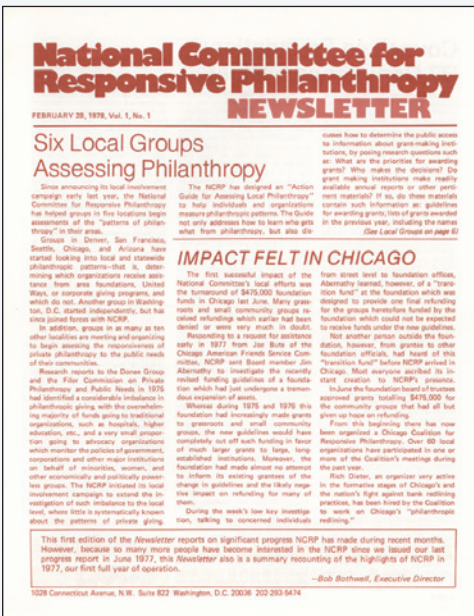 National Committee for
Responsive Philanthropy
NEWSLETTER
FEBRUARY 28, 1978, Vol. 1, No. 1
Six Local Groups
Assessing Philanthropy
Since announcing its local involvement
campaign early last year, the National
Committee for Responsive Philanthropy
has helped groups in five locations begin
assessments of the "patterns of philan-
thropy" in their areas.
Groups in Denver, San Francisco,
Seattle, Chicago, and Arizona have
started looking into local and statewide
philanthropic patterns—that is, deter-
mining which organizations receive assis-
tance from area foundations, United
Ways, or corporate giving programs, and
which do not. Another group in Washing-
ton, D.C. started independently, but has
since joined forces with NCRP.
In addition, groups in as many as ten
other localities are meeting and organizing
to begin assessing the responsiveness of
private philanthropy to the public needs
of their communities.
Research reports to the Donee Group
and the Filer Commission on Private
Philanthropy and Public Needs in 1975
had identified a considerable imbalance in
philanthropic giving, with the overwhelm-
ing majority of funds going to traditional
organizations, such as hospitals, higher
education, etc., and a very small propor-
tion going to advocacy organizations
which monitor the policies of government,
corporations and other major institutions
on behalf of minorities, women, and
other economically and politically power-
less groups. The NCRP initiated its local
involvement campaign to extend the in-
vestigation of such imbalance to the local
level, where little is systematically known
about the patterns of private giving.
The NCRP has designed an "Action
Guide for Assessing Local Philanthropy"
to help individuals and organizations
measure philanthropic patterns. The Guide
not only addresses how to learn who gets
what from philanthropy, but also dis-
cusses how to determine the public access
to information about grant-making insti-
tutions, by posing research questions such
as: What are the priorities for awarding
grants? Who makes the decisions? Do
grant making institutions make readily
available annual reports or other perti-
nent materials? If so, do these materials
contain such information as: guidelines
for awarding grants; lists of grants awarded
in the previous year, including the names
(See Local Groups on page 6)
IMPACT FELT IN CHICAGO
The first successful impact of the
National Committee's local efforts was
the turnaround of $475,000 foundation
funds in Chicago last June. Many grass-
roots and small community groups re-
ceived refundings which earlier had been
denied or were very much in doubt.
Responding to a request for assistance
early in 1977 from Joe Bute of the
Chicago American Friends Service Com-
mittee, NCRP sent Board member Jim
Abernathy to investigate the recently
revised funding guidelines of a founda-
tion which had just undergone a tremen-
dous expansion of assets.
Whereas during 1975 and 1976 this
foundation had increasingly made grants
to grassroots and small community
groups, the new guidelines would have
completely cut off such funding in favor
of much larger grants to large, long-
established institutions. Moreover, the
foundation had made almost no attempt
to inform its existing grantees of the
change in guidelines and the likely nega-
tive impact on refunding for many of
them.
During the week's low key investiga-
tion, talking to concerned individuals
from street level to foundation offices,
Abernathy learned, however, of a "trans-
ition fund" at the foundation which was
designed to provide one final refunding
for the groups heretofore funded by the
foundation which could not be expected
to receive funds under the new guidelines.
Not another person outside the foun-
dation, however, from grantee to other
foundation officials, had heard of this
"transition fund" before NCRP arrived in
Chicago. Most everyone ascribed its in-
stant creation to NCRP's presence.
In June the foundation board of trustees
approved grants totalling $475,000 for
the community groups that had all but
given up hope on refunding.
From this beginning there has now
been organized a Chicago Coalition for
Responsive Philanthropy. Over 60 local
organizations have participated in one or
more of the Coalition's meetings during
the past year.
Rich Dieter, an organizer very active
in the formative stages of Chicago's and
the nation's fight against bank redlining
practices, has been hired by the Coalition
to work on Chicago's "philanthropic
redlining."
This first edition of the Newsletter reports on significant progress NCRP has made during recent months.
However, because so many more people have become interested in the NCRP since we issued our last
progress report in June 1977, this Newsletter also is a summary recounting of the highlights of NCRP in
1977, our first full year of operation.
—Bob Bothwell, Executive Director
1028 Connecticut Avenue, N.W. Suite 822 Washington, D.C. 20036 202 293-5474